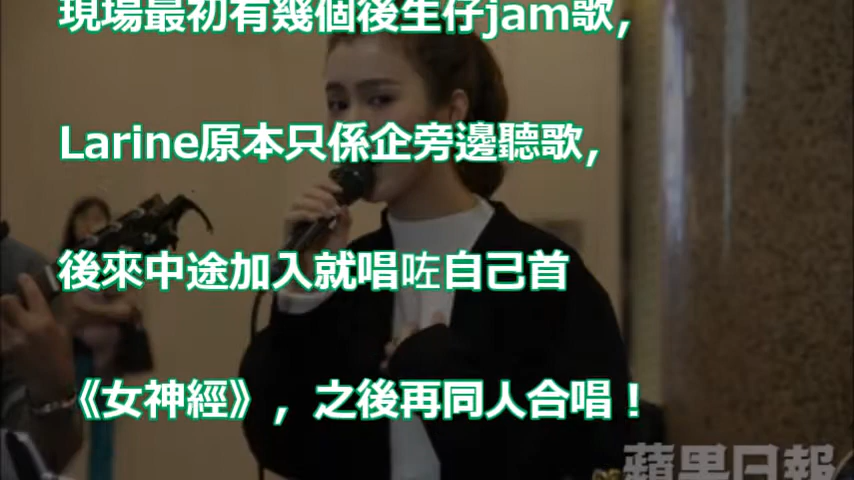 現場最初有幾個後生仔jam歌，
Larine原本只係企旁邊聽歌，
後來中途加入就唱咗自己首
《女神經》，之後再同人合唱！
蘋果日報